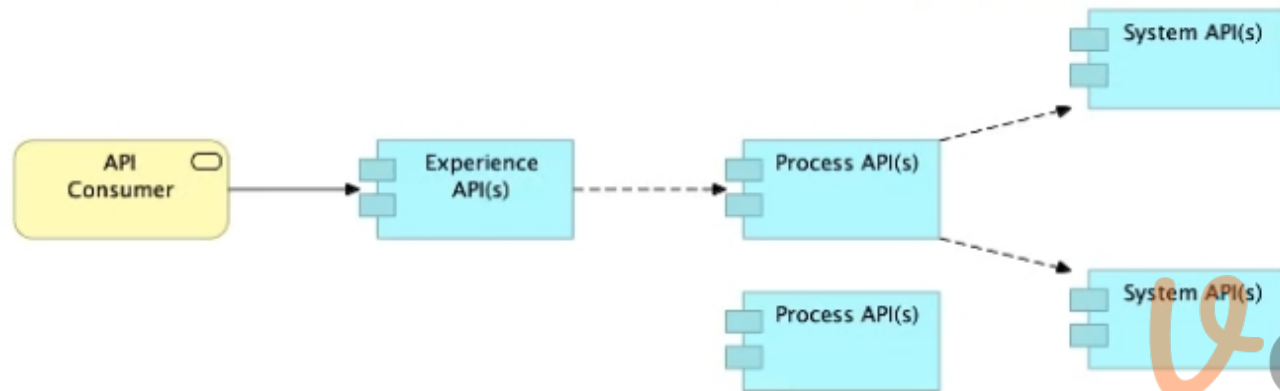 System API(s)
API
Consumer
Experience
API(s)
Process API(s)
System API(s)
Process API(s)